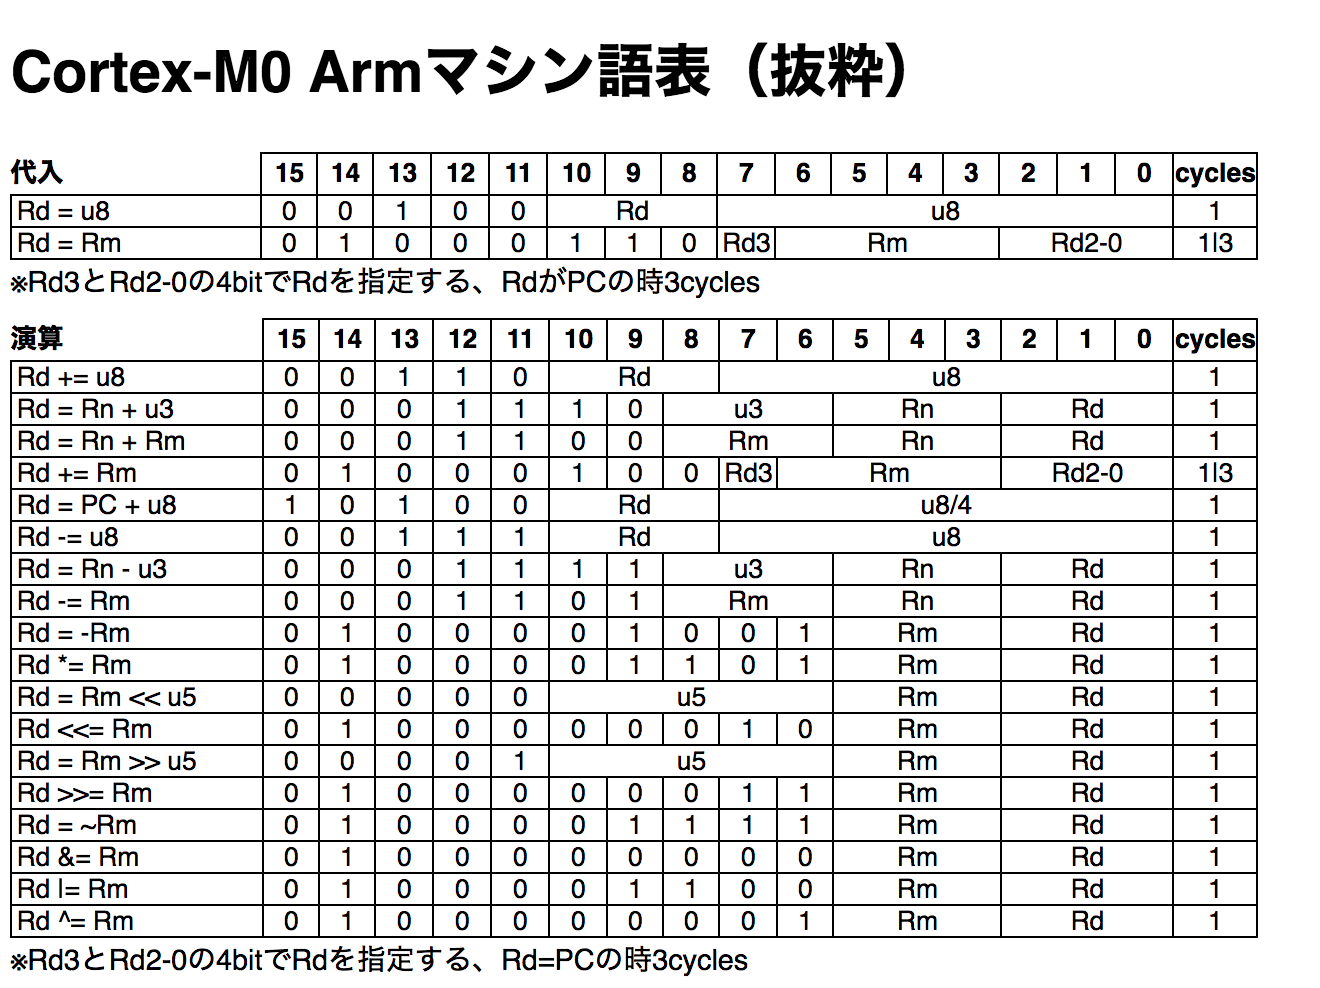 Cortex-M0 Armマシン語表（抜粋）
代入 15 14 13 12 11 10 9 8 7 6 5 4 3 2 1 0 cycles
Rd = u8 0 0 1 0 0 Rd u8 1
Rd = Rm 0 1 0 0 0 1 1 0 Rd3 Rm Rd2-0 1|3
※Rd3とRd2-0の4bitでRdを指定する、RdがPCの時3cycles
演算 15 14 13 12 11 10 9 8 7 6 5 4 3 2 1 0 cycles
Rd += u8 0 0 1 1 0 Rd u8 1
Rd = Rn + u3 0 0 0 1 1 1 0 u3 Rn Rd 1
Rd = Rn + Rm 0 0 0 1 1 0 0 Rm Rn Rd 1
Rd += Rm 0 1 0 0 0 1 0 0 Rd3 Rm Rd2-0 1|3
Rd = PC + u8 1 0 1 0 0 Rd u8/4 1
Rd -= u8 0 0 1 1 1 Rd u8 1
Rd = Rn - u3 0 0 0 1 1 1 1 u3 Rn Rd 1
Rd -= Rm 0 0 0 1 1 0 1 Rm Rn Rd 1
Rd = -Rm 0 1 0 0 0 0 1 0 0 1 Rm Rd 1
Rd *= Rm 0 1 0 0 0 0 1 1 0 1 Rm Rd 1
Rd = Rm << u5 0 0 0 0 0 u5 Rm Rd 1
Rd <<= Rm 0 1 0 0 0 0 0 0 1 0 Rm Rd 1
Rd = Rm >> u5 0 0 0 0 1 u5 Rm Rd 1
Rd >>= Rm 0 1 0 0 0 0 0 0 1 1 Rm Rd 1
Rd = ~Rm 0 1 0 0 0 0 1 1 1 1 Rm Rd 1
Rd &= Rm 0 1 0 0 0 0 0 0 0 0 Rm Rd 1
Rd |= Rm 0 1 0 0 0 0 1 1 0 0 Rm Rd 1
Rd ^= Rm 0 1 0 0 0 0 0 0 0 1 Rm Rd 1
※Rd3とRd2-0の4bitでRdを指定する、Rd=PCの時3cycles